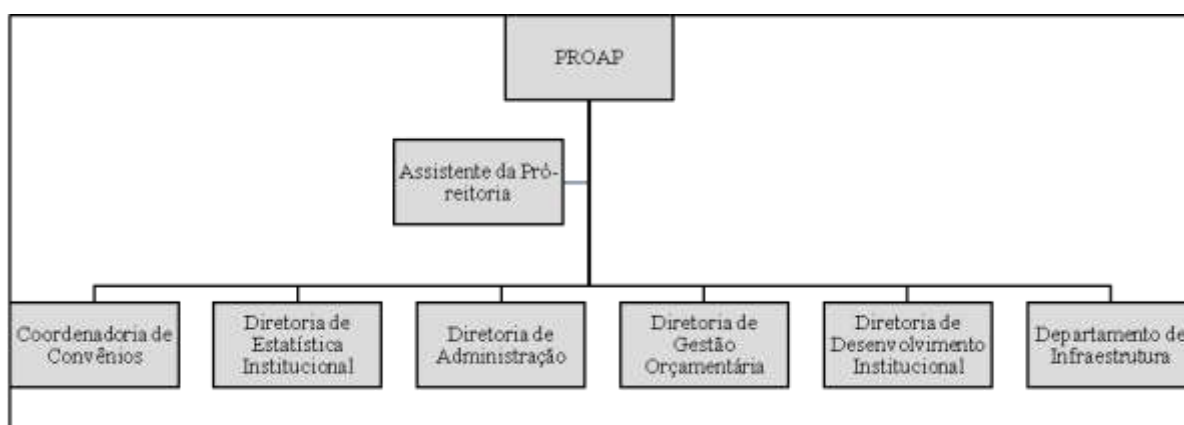 PROAP
Assistente da Pró-
reitoria
Coordenadoria de
Convênios
Diretoria de
Estatística
Institucional
Diretoria de
Administração
Diretoria de
Gestão
Orçamentária
Diretoria de
Desenvolvimento
Institucional
Departamento de
Infraestrutura